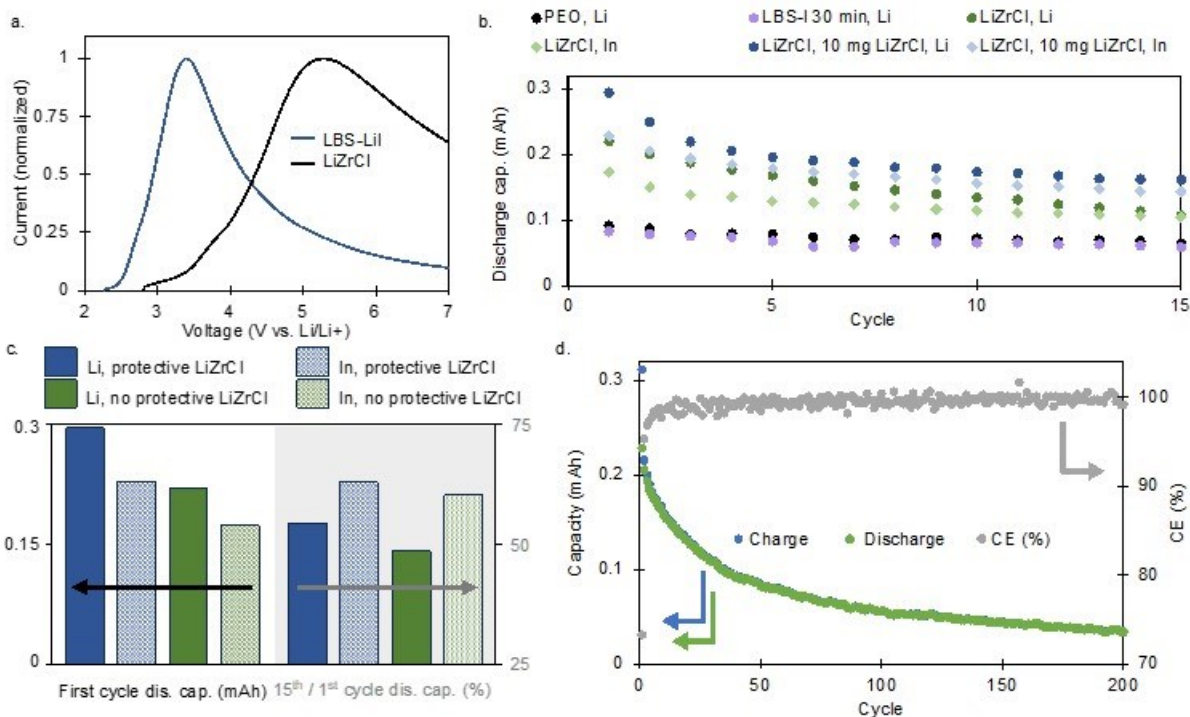 a.
Current (normalized)
1
0.75
0.5
0.25
0
LBS-LiI
LiZrCl
2 3 4 5 6 7
Voltage (V vs. Li/Li+)
b.
PEO, Li LBS-I 30 min, Li LiZrCl, Li
LiZrCl, In LiZrCl, 10 mg LiZrCl, Li LiZrCl, 10 mg LiZrCl, In
Discharge cap. (mAh)
0.3
0.2
0.1
0
0 5 10 15
Cycle
c.
Li, protective LiZrCl In, protective LiZrCl
Li, no protective LiZrCl In, no protective LiZrCl
0.3 75
0.15 50
0 25
First cycle dis. cap. (mAh) 15th / 1st cycle dis. cap. (%)
d.
Capacity (mAh)
0.3 100
0.2 90
Charge Discharge CE (%)
0.1 80
0 70
CE (%)
0 50 100 150 200
Cycle